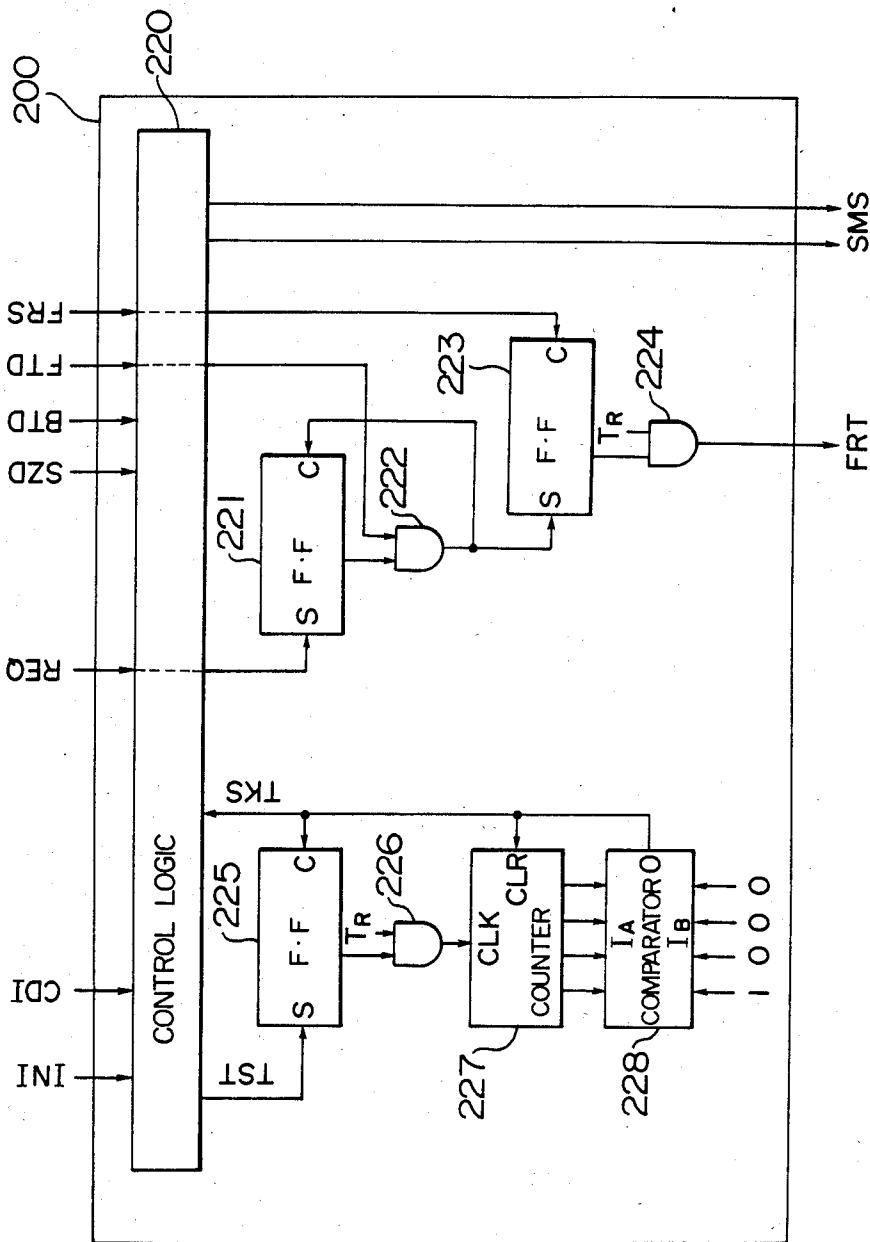 200
220
INI
CDI
REQ
SZD
BTD
FTD
FRS
CONTROL LOGIC
TST
TKS
225
S F·F C
TR
226
CLK
CLR
COUNTER
227
IA
COMPARATOR O
IB
228
1 0 0 0
221
S F·F C
222
223
S F·F C
TR
224
FRT
SMS